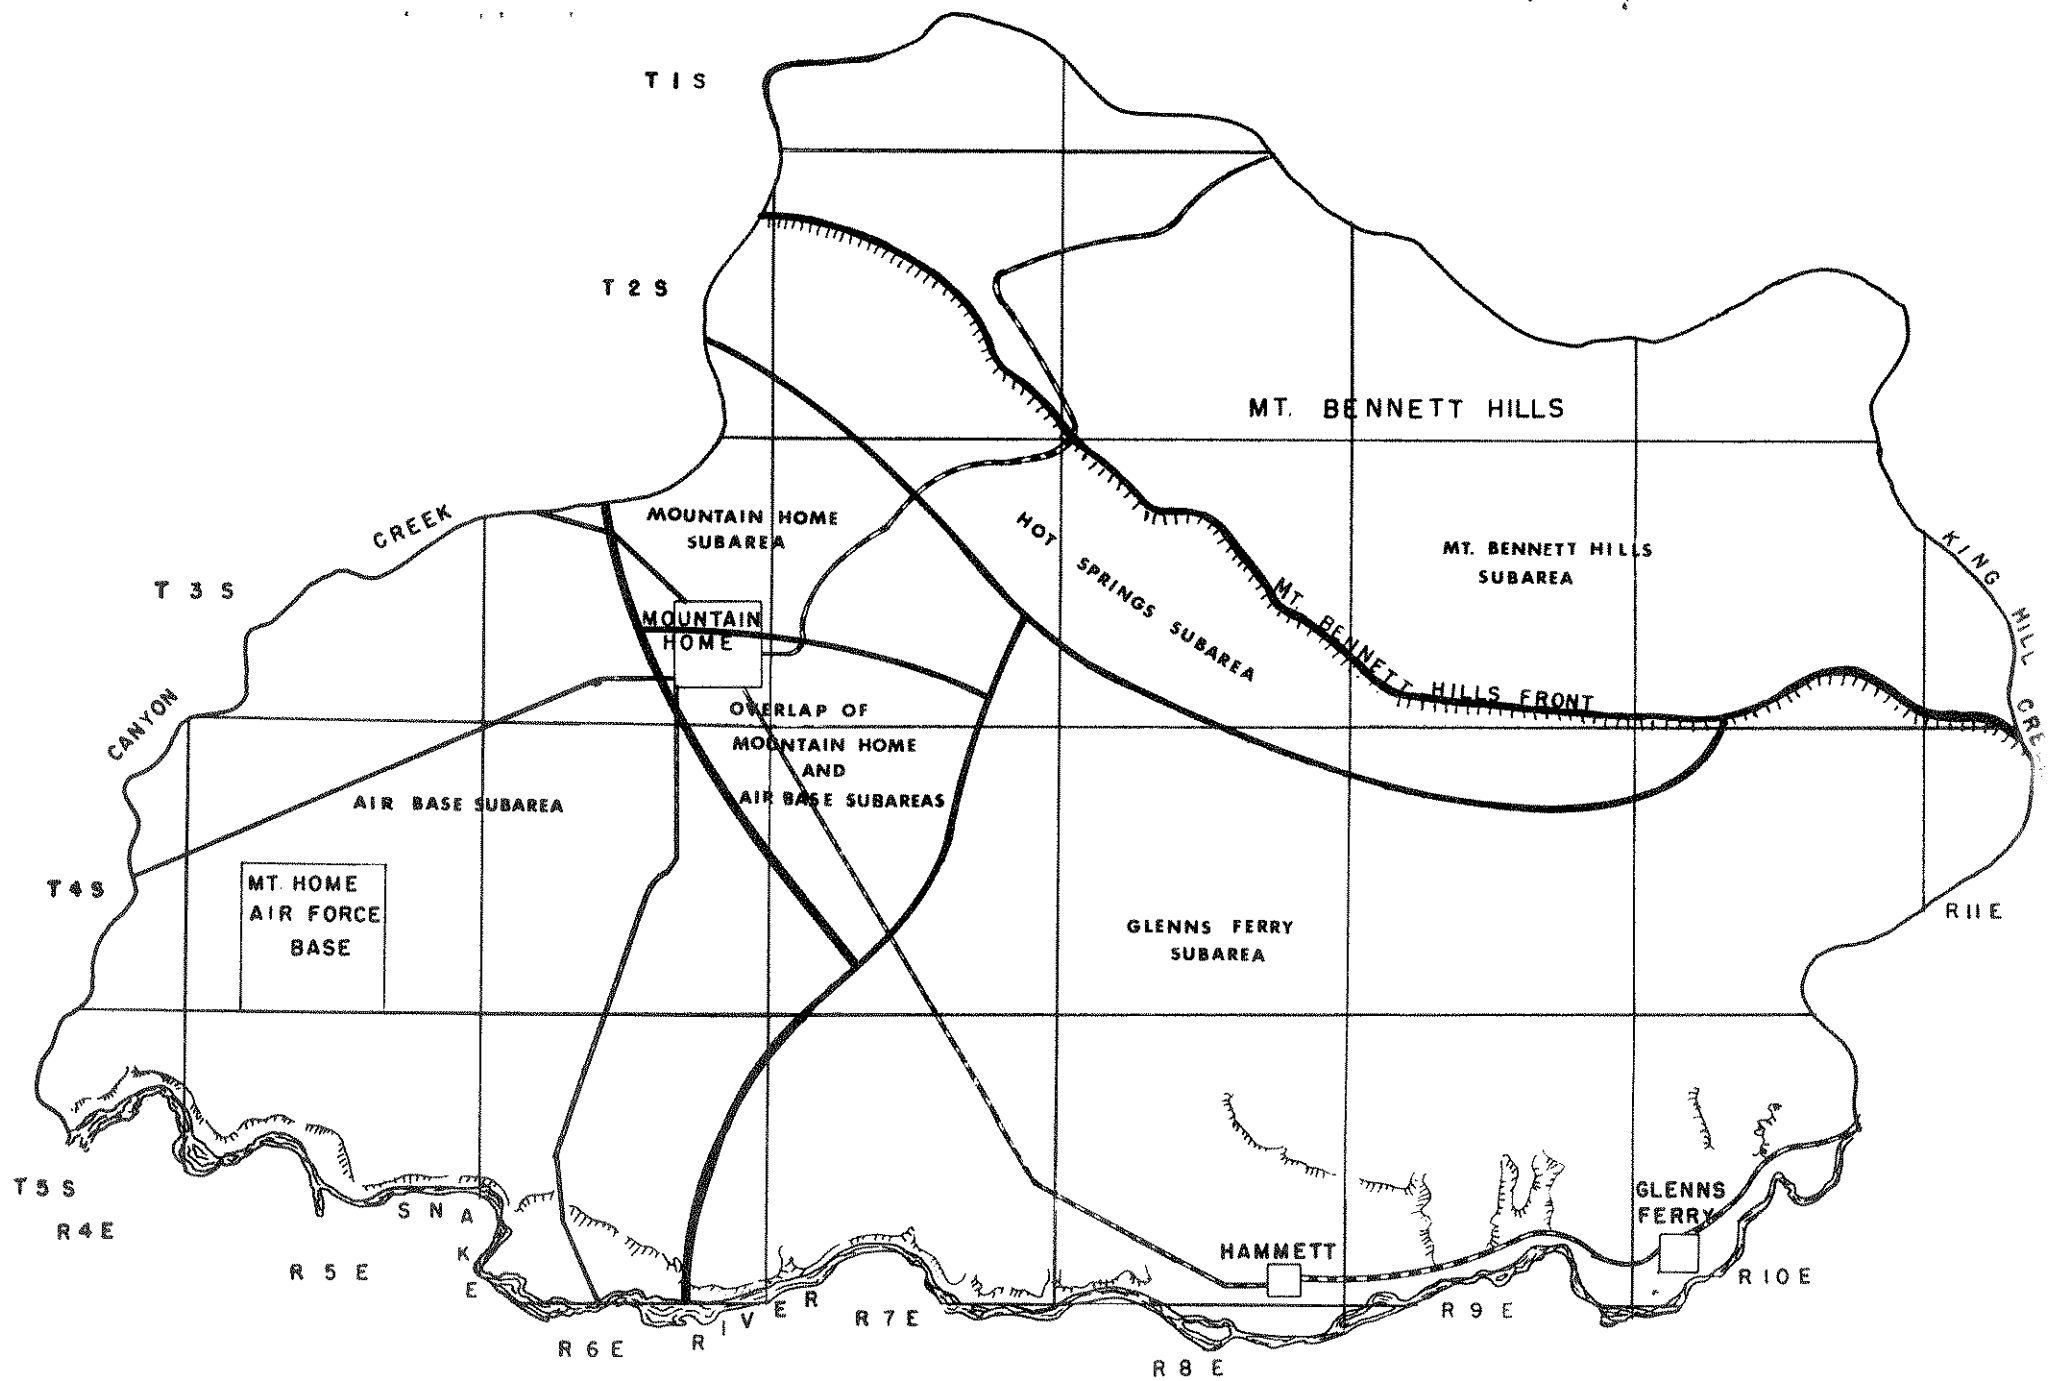 T 1 S
T 2 S
MT. BENNETT HILLS
CREEK
MOUNTAIN HOME
SUBAREA
HOT
SPRINGS SUBAREA
MT. BENNETT HILLS
SUBAREA
KING HILL CREE
T 3 S
MOUNTAIN
HOME
MT. BENNETT HILLS FRONT
CANYON
OVERLAP OF
MOUNTAIN HOME
AND
AIR BASE SUBAREAS
AIR BASE SUBAREA
T 4 S
MT. HOME
AIR FORCE
BASE
GLENNS FERRY
SUBAREA
R 11 E
T 5 S
R 4 E
R 5 E
SNAKE
RIVER
R 6 E
R 7 E
R 8 E
HAMMETT
R 9 E
GLENNS
FERRY
R 10 E